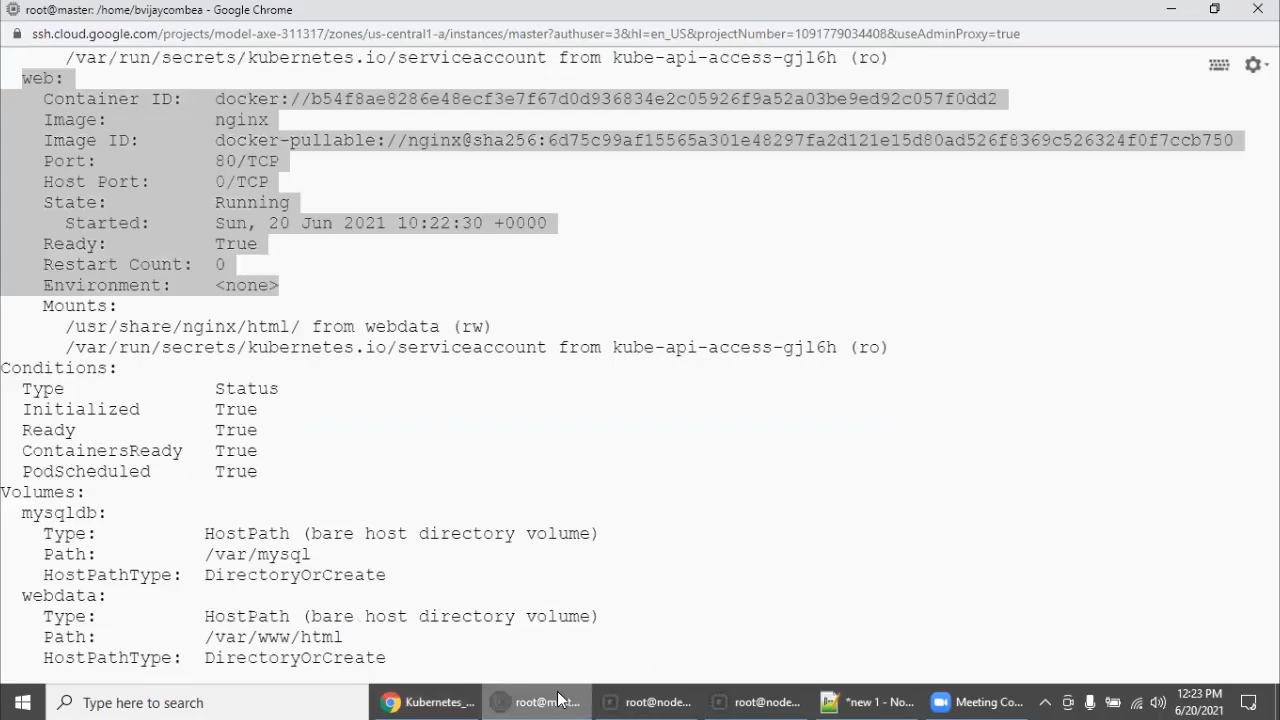 root@master: /home/bvijaycombea - Google Chrome
ssh.cloud.google.com/projects/model-axe-311317/zones/us-central1-a/instances/master?authuser=3&hl=en_US&projectNumber=1091779034408&useAdminProxy=true
/var/run/secrets/kubernetes.io/serviceaccount from kube-api-access-gjl6h (ro)
web:
Container ID: docker://b54f8ae8286e48ecf3e7f67d0d936834e2c05926f9a52a03be9ed92c057f0dd2
Image: nginx
Image ID: docker-pullable://nginx@sha256:6d75c99af15565a301e48297fa2d121e15d80ad526f8369c526324f0f7ccb750
Port: 80/TCP
Host Port: 0/TCP
State: Running
Started: Sun, 20 Jun 2021 10:22:30 +0000
Ready: True
Restart Count: 0
Environment: <none>
Mounts:
/usr/share/nginx/html/ from webdata (rw)
/var/run/secrets/kubernetes.io/serviceaccount from kube-api-access-gjl6h (ro)
Conditions:
Type Status
Initialized True
Ready True
ContainersReady True
PodScheduled True
Volumes:
mysqldb:
Type: HostPath (bare host directory volume)
Path: /var/mysql
HostPathType: DirectoryOrCreate
webdata:
Type: HostPath (bare host directory volume)
Path: /var/www/html
HostPathType: DirectoryOrCreate
Type here to search
Kubernetes_...
root@mast...
root@node...
root@node...
*new 1 - No...
Meeting Co...
12:23 PM
6/20/2021